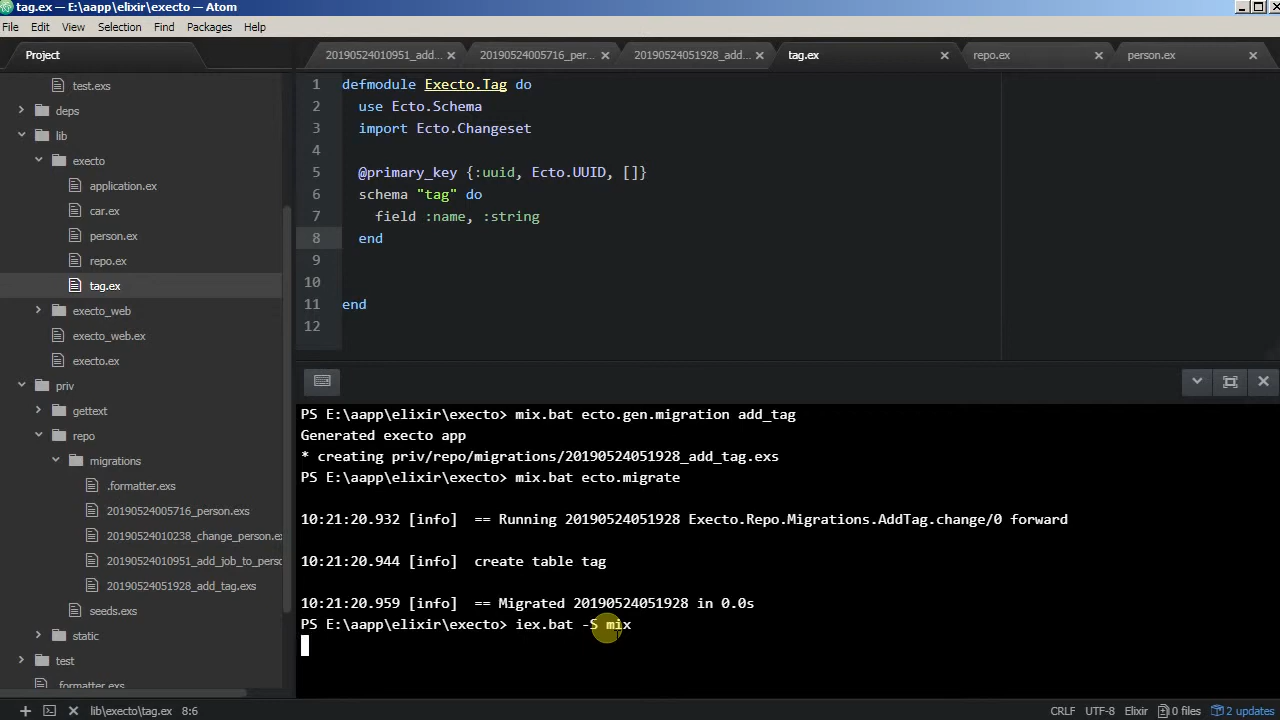 tag.ex — E:\aapp\elixir\execto — Atom
File Edit View Selection Find Packages Help
Project
20190524010951_add... 20190524005716_per... 20190524051928_add... tag.ex repo.ex person.ex
test.exs
deps
lib
execto
application.ex
car.ex
person.ex
repo.ex
tag.ex
execto_web
execto_web.ex
execto.ex
priv
gettext
repo
migrations
.formatter.exs
20190524005716_person.exs
20190524010238_change_person.ex
20190524010951_add_job_to_perso
20190524051928_add_tag.exs
seeds.exs
static
test
.formatter.exs
1 defmodule Execto.Tag do
2 use Ecto.Schema
3 import Ecto.Changeset
4
5 @primary_key {:uuid, Ecto.UUID, []}
6 schema "tag" do
7 field :name, :string
8 end
9
10
11 end
12
PS E:\aapp\elixir\execto> mix.bat ecto.gen.migration add_tag
Generated execto app
* creating priv/repo/migrations/20190524051928_add_tag.exs
PS E:\aapp\elixir\execto> mix.bat ecto.migrate
10:21:20.932 [info] == Running 20190524051928 Execto.Repo.Migrations.AddTag.change/0 forward
10:21:20.944 [info] create table tag
10:21:20.959 [info] == Migrated 20190524051928 in 0.0s
PS E:\aapp\elixir\execto> iex.bat -S mix
lib\execto\tag.ex 8:6 CRLF UTF-8 Elixir 0 files 2 updates